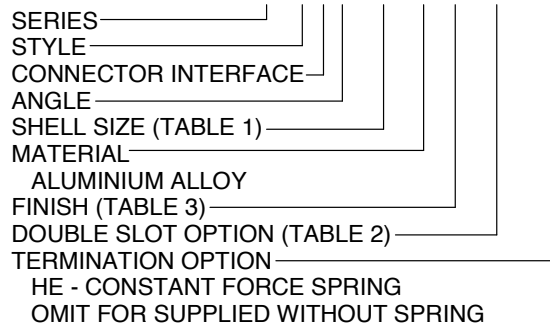 SERIES
STYLE
CONNECTOR INTERFACE
ANGLE
SHELL SIZE (TABLE 1)
MATERIAL
ALUMINIUM ALLOY
FINISH (TABLE 3)
DOUBLE SLOT OPTION (TABLE 2)
TERMINATION OPTION
HE - CONSTANT FORCE SPRING
OMIT FOR SUPPLIED WITHOUT SPRING